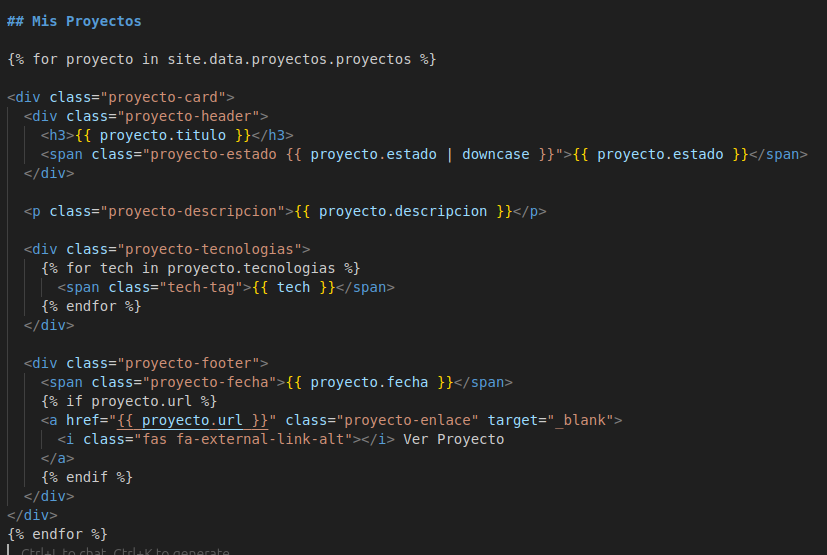 ## Mis Proyectos
{% for proyecto in site.data.proyectos.proyectos %}
<div class="proyecto-card">
<div class="proyecto-header">
<h3>{{ proyecto.titulo }}</h3>
<span class="proyecto-estado {{ proyecto.estado | downcase }}">{{ proyecto.estado }}</span>
</div>
<p class="proyecto-descripcion">{{ proyecto.descripcion }}</p>
<div class="proyecto-tecnologias">
{% for tech in proyecto.tecnologias %}
<span class="tech-tag">{{ tech }}</span>
{% endfor %}
</div>
<div class="proyecto-footer">
<span class="proyecto-fecha">{{ proyecto.fecha }}</span>
{% if proyecto.url %}
<a href="{{ proyecto.url }}" class="proyecto-enlace" target="_blank">
<i class="fas fa-external-link-alt"></i> Ver Proyecto
</a>
{% endif %}
</div>
</div>
{% endfor %}
Ctrl+L to chat, Ctrl+K to generate